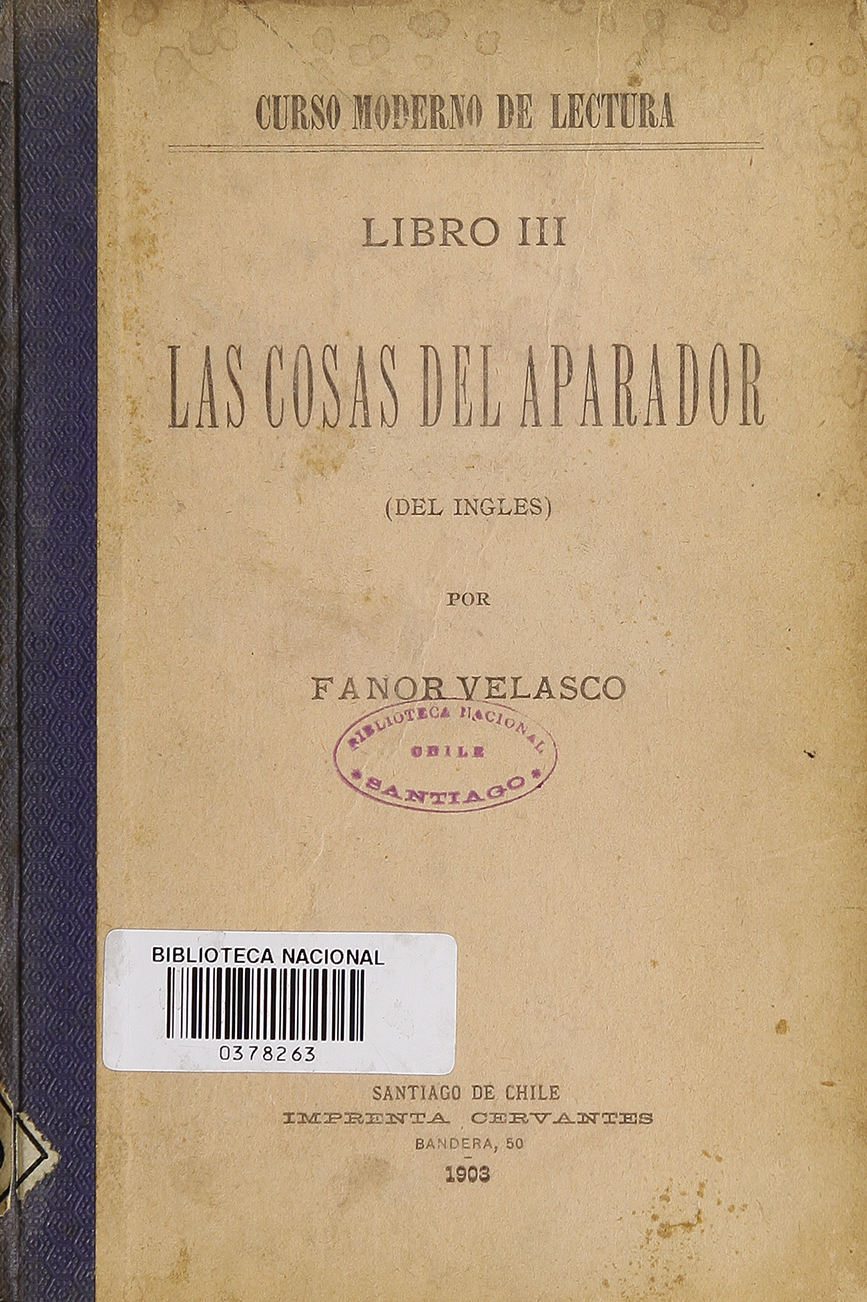 CURSO MODERNO DE LECTURA
LIBRO III
LAS COSAS DEL APARADOR
(DEL INGLES)
POR
FANOR VELASCO
BIBLIOTECA NACIONAL
CHILE
* SANTIAGO *
BIBLIOTECA NACIONAL
0378263
SANTIAGO DE CHILE
IMPRENTA CERVANTES
BANDERA, 50
1903